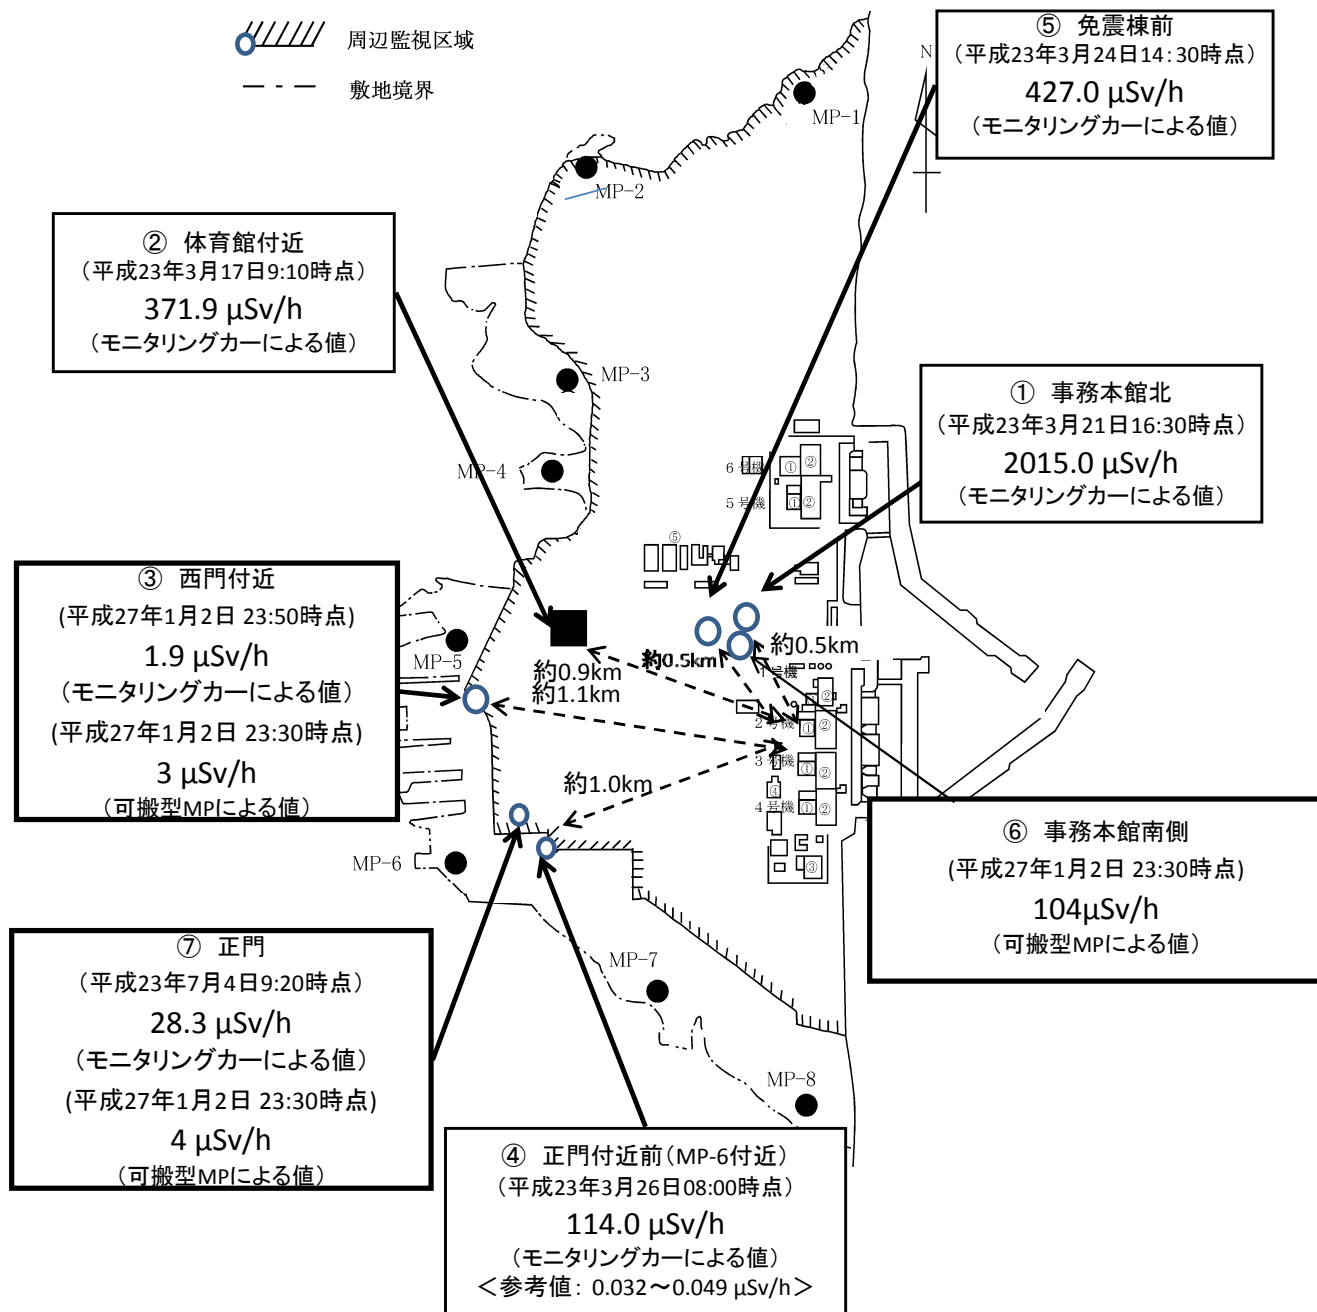 周辺監視区域
敷地境界
⑤ 免震棟前
(平成23年3月24日14:30時点)
427.0 μSv/h
(モニタリングカーによる値)
N
MP-1
MP-2
② 体育館付近
(平成23年3月17日9:10時点)
371.9 μSv/h
(モニタリングカーによる値)
MP-3
① 事務本館北
(平成23年3月21日16:30時点)
2015.0 μSv/h
(モニタリングカーによる値)
MP-4
6号機
① ②
5号機
① ②
⑤
③ 西門付近
(平成27年1月2日 23:50時点)
1.9 μSv/h
(モニタリングカーによる値)
(平成27年1月2日 23:30時点)
3 μSv/h
(可搬型MPによる値)
MP-5
約0.5km
約0.5km
約0.9km
約1.1km
1号機
②
2号機
① ②
3号機
① ②
約1.0km
④
4号機
① ②
③
MP-6
⑥ 事務本館南側
(平成27年1月2日 23:30時点)
104μSv/h
(可搬型MPによる値)
⑦ 正門
(平成23年7月4日9:20時点)
28.3 μSv/h
(モニタリングカーによる値)
(平成27年1月2日 23:30時点)
4 μSv/h
(可搬型MPによる値)
MP-7
MP-8
④ 正門付近前(MP-6付近)
(平成23年3月26日08:00時点)
114.0 μSv/h
(モニタリングカーによる値)
<参考値: 0.032~0.049 μSv/h>